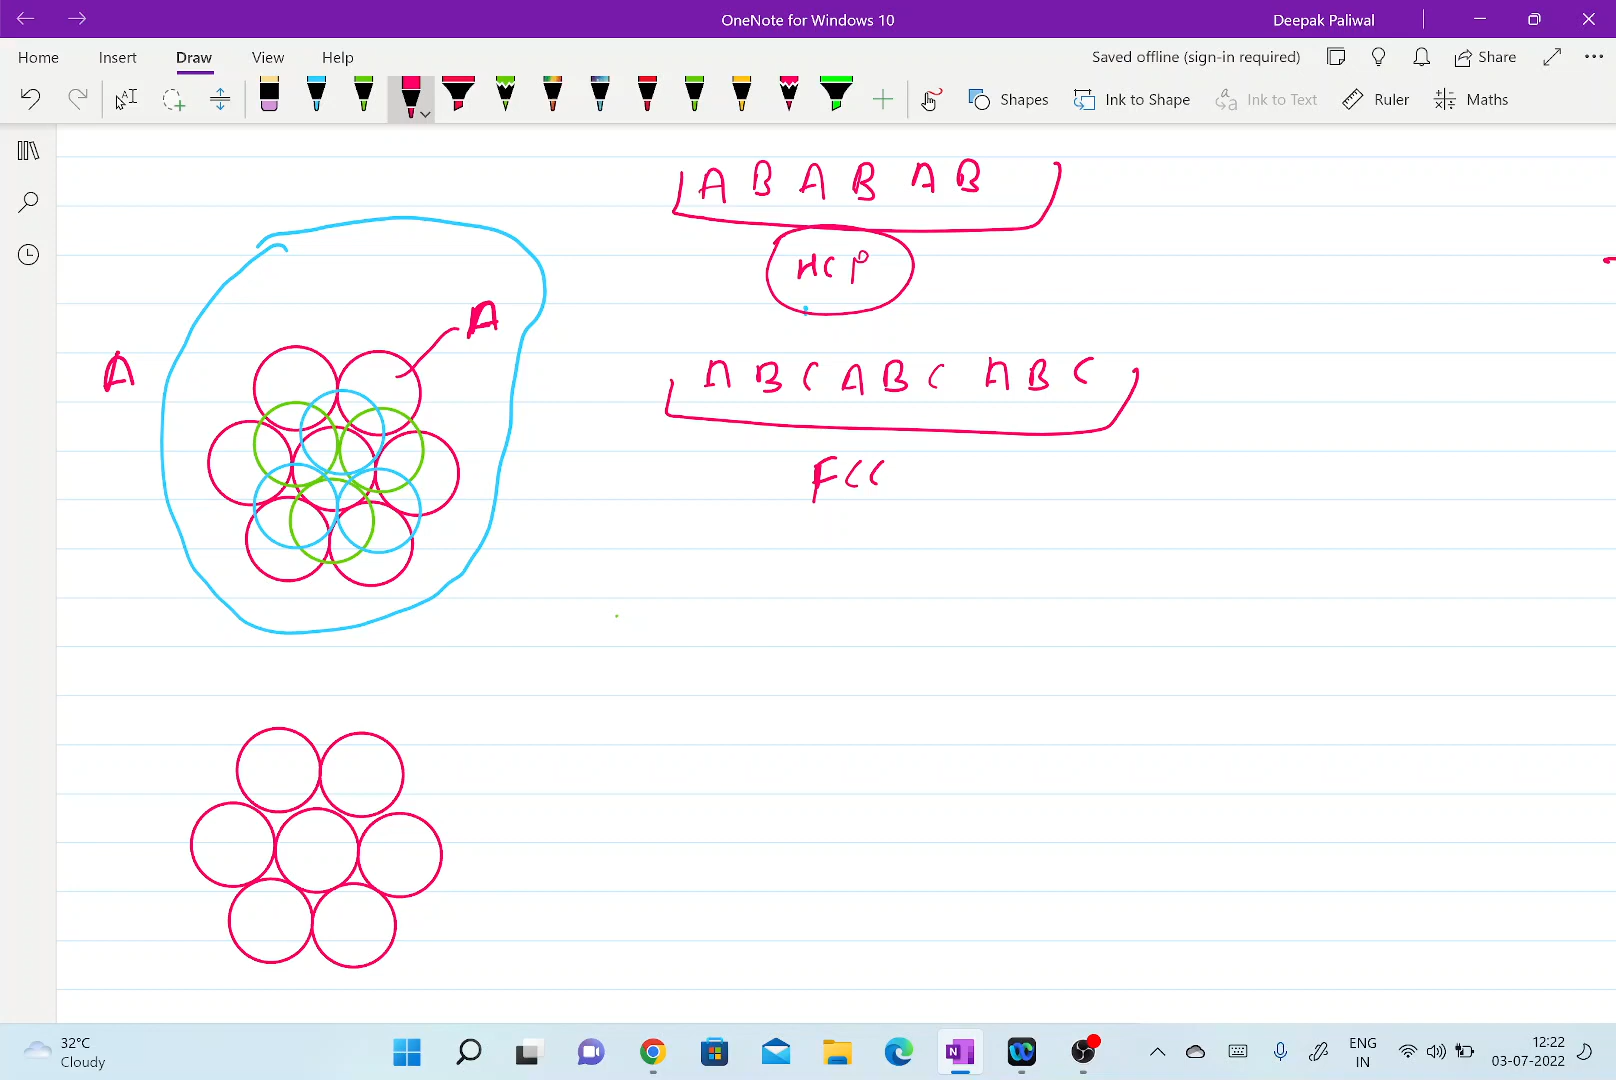 OneNote for Windows 10
Deepak Paliwal
Home Insert Draw View Help
Saved offline (sign-in required) Share
Shapes Ink to Shape Ink to Text Ruler Maths
A B A B A B
HCP
A
A
A B C A B C A B C
FCC
32°C
Cloudy
ENG
IN
12:22
03-07-2022